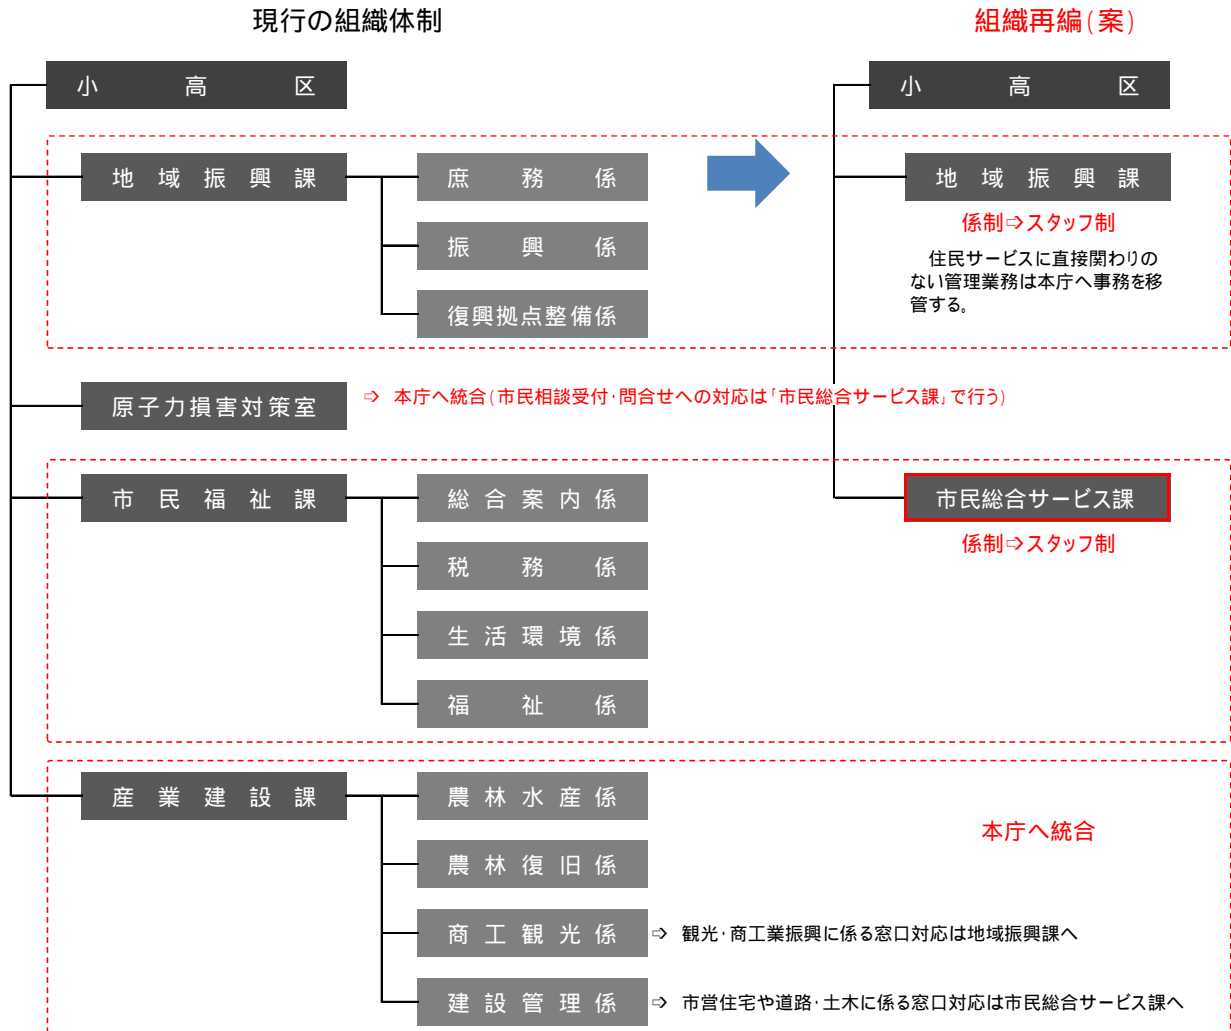 現行の組織体制
組織再編(案)
小高区
小高区
地域振興課
庶務係
地域振興課
係制⇨スタッフ制
振興係
住民サービスに直接関わりの
ない管理業務は本庁へ事務を移
管する。
復興拠点整備係
原子力損害対策室
⇨ 本庁へ統合(市民相談受付・問合せへの対応は「市民総合サービス課」で行う)
市民福祉課
総合案内係
市民総合サービス課
係制⇨スタッフ制
税務係
生活環境係
福祉係
産業建設課
農林水産係
本庁へ統合
農林復旧係
商工観光係
⇨ 観光・商工業振興に係る窓口対応は地域振興課へ
建設管理係
⇨ 市営住宅や道路・土木に係る窓口対応は市民総合サービス課へ